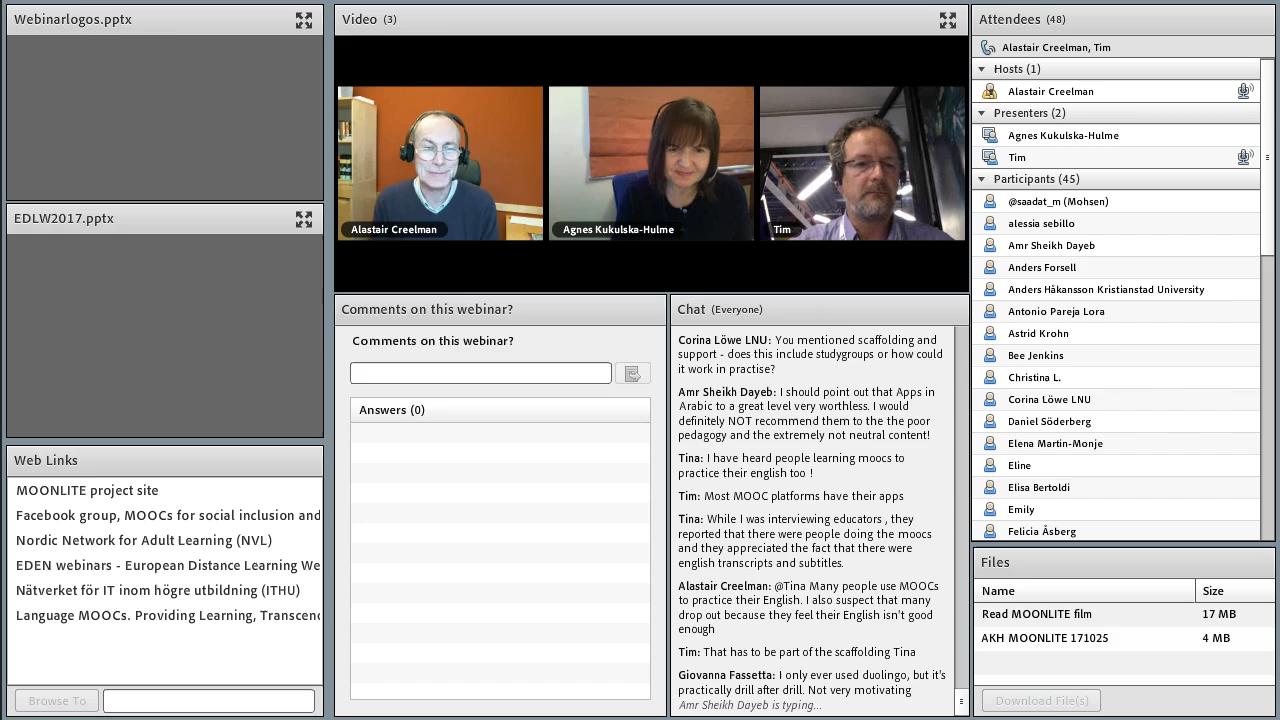 Webinarlogos.pptx
EDLW2017.pptx
Web Links
MOONLITE project site
Facebook group, MOOCs for social inclusion and
Nordic Network for Adult Learning (NVL)
EDEN webinars - European Distance Learning We
Nätverket för IT inom högre utbildning (ITHU)
Language MOOCs. Providing Learning, Transcend
Browse To
Video (3)
Alastair Creelman
Agnes Kukulska-Hulme
Tim
Comments on this webinar?
Comments on this webinar?
Answers (0)
Chat (Everyone)
Corina Löwe LNU: You mentioned scaffolding and
support - does this include studygroups or how could
it work in practise?
Amr Sheikh Dayeb: I should point out that Apps in
Arabic to a great level very worthless. I would
definitely NOT recommend them to the the poor
pedagogy and the extremely not neutral content!
Tina: I have heard people learning moocs to
practice their english too !
Tim: Most MOOC platforms have their apps
Tina: While I was interviewing educators , they
reported that there were people doing the moocs
and they appreciated the fact that there were
english transcripts and subtitles.
Alastair Creelman: @Tina Many people use MOOCs
to practice their English. I also suspect that many
drop out because they feel their English isn't good
enough
Tim: That has to be part of the scaffolding Tina
Giovanna Fassetta: I only ever used duolingo, but it's
practically drill after drill. Not very motivating
Amr Sheikh Dayeb is typing...
Attendees (48)
Alastair Creelman, Tim
Hosts (1)
Alastair Creelman
Presenters (2)
Agnes Kukulska-Hulme
Tim
Participants (45)
@saadat_m (Mohsen)
alessia sebillo
Amr Sheikh Dayeb
Anders Forsell
Anders Håkansson Kristianstad University
Antonio Pareja Lora
Astrid Krohn
Bee Jenkins
Christina L.
Corina Löwe LNU
Daniel Söderberg
Elena Martin-Monje
Eline
Elisa Bertoldi
Emily
Felicia Åsberg
Files
Name Size
Read MOONLITE film 17 MB
AKH MOONLITE 171025 4 MB
Download File(s)